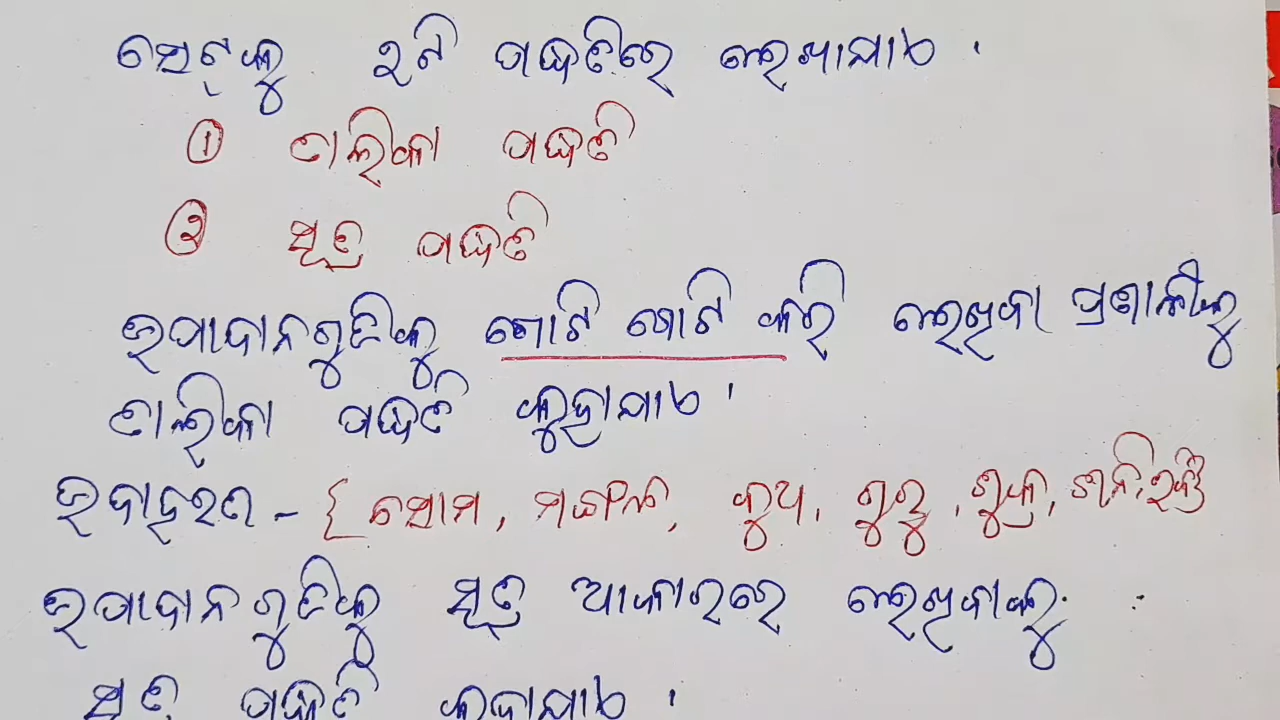 ସେଟ୍‌କୁ ୨ଟି ପଦ୍ଧତିରେ ଲେଖାଯାଏ ।
① ତାଲିକା ପଦ୍ଧତି
② ସୂତ୍ର ପଦ୍ଧତି
ଉପାଦାନଗୁଡିକୁ ଗୋଟି ଗୋଟି କରି ଲେଖିବା ପ୍ରଣାଳୀକୁ
ତାଲିକା ପଦ୍ଧତି କୁହାଯାଏ ।
ଉଦାହରଣ - { ସୋମ, ମଙ୍ଗଳ, ବୁଧ, ଗୁରୁ, ଶୁକ୍ର, ଶନି, ରବି}
ଉପାଦାନଗୁଡିକୁ ସୂତ୍ର ଆକାରରେ ଲେଖିବାକୁ
ସୂତ୍ର ପଦ୍ଧତି କୁହାଯାଏ ।